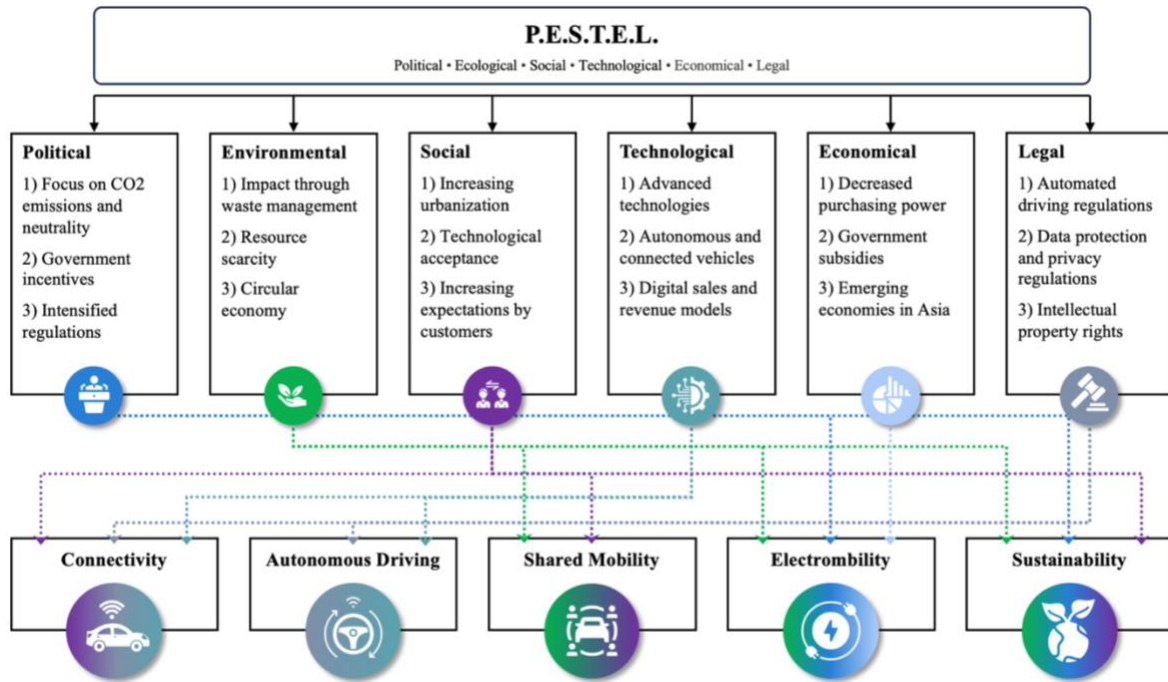 P.E.S.T.E.L.
Political • Ecological • Social • Technological • Economical • Legal
Political
1) Focus on CO2
emissions and
neutrality
2) Government
incentives
3) Intensified
regulations
Environmental
1) Impact through
waste management
2) Resource
scarcity
3) Circular
economy
Social
1) Increasing
urbanization
2) Technological
acceptance
3) Increasing
expectations by
customers
Technological
1) Advanced
technologies
2) Autonomous and
connected vehicles
3) Digital sales and
revenue models
Economical
1) Decreased
purchasing power
2) Government
subsidies
3) Emerging
economies in Asia
Legal
1) Automated
driving regulations
2) Data protection
and privacy
regulations
3) Intellectual
property rights
Connectivity
Autonomous Driving
Shared Mobility
Electrombility
Sustainability